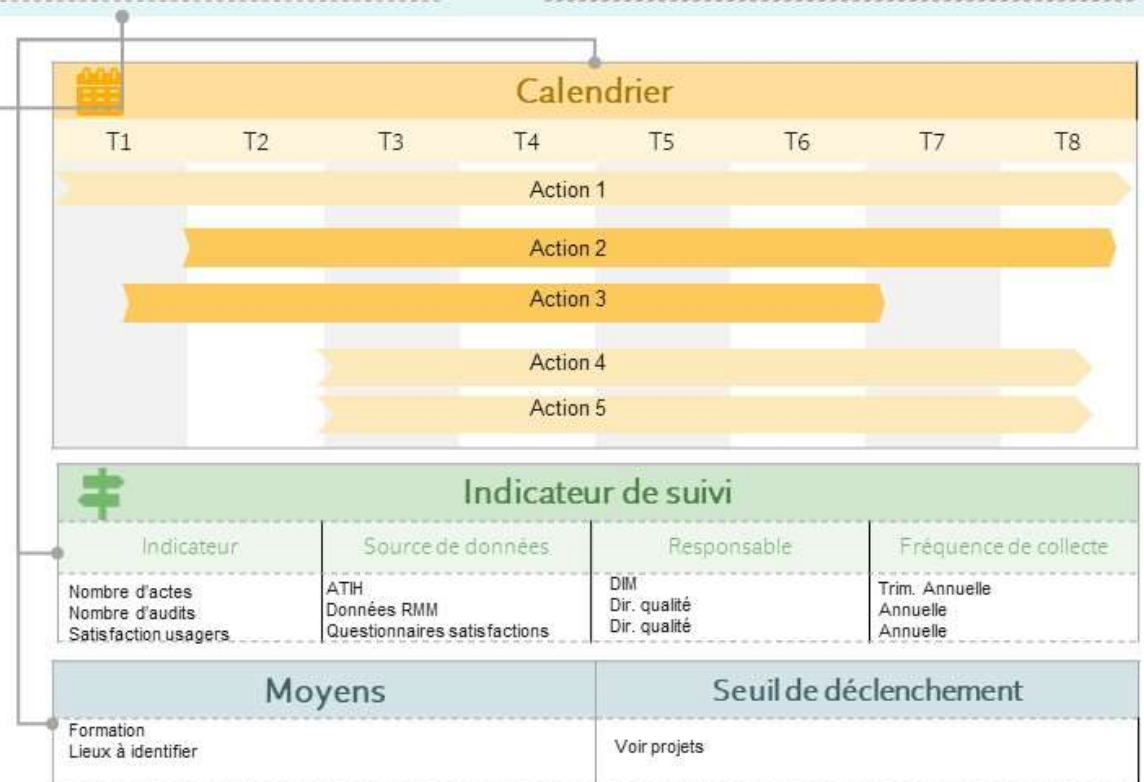 Calendrier
T1 T2 T3 T4 T5 T6 T7 T8
Action 1
Action 2
Action 3
Action 4
Action 5
Indicateur de suivi
Indicateur Source de données Responsable Fréquence de collecte
Nombre d'actes ATIH DIM Trim. Annuelle
Nombre d'audits Données RMM Dir. qualité Annuelle
Satisfaction usagers Questionnaires satisfactions Dir. qualité Annuelle
Moyens Seuil de déclenchement
Formation
Lieux à identifier Voir projets